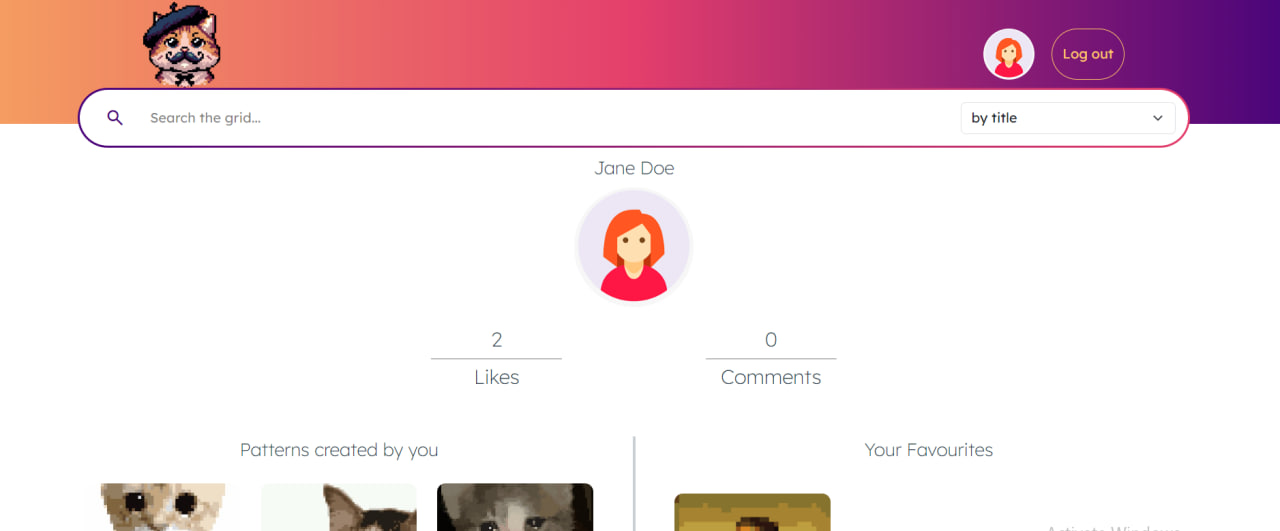 Log out
Search the grid...
by title
Jane Doe
2
0
Likes
Comments
Patterns created by you
Your Favourites
Activate Windows